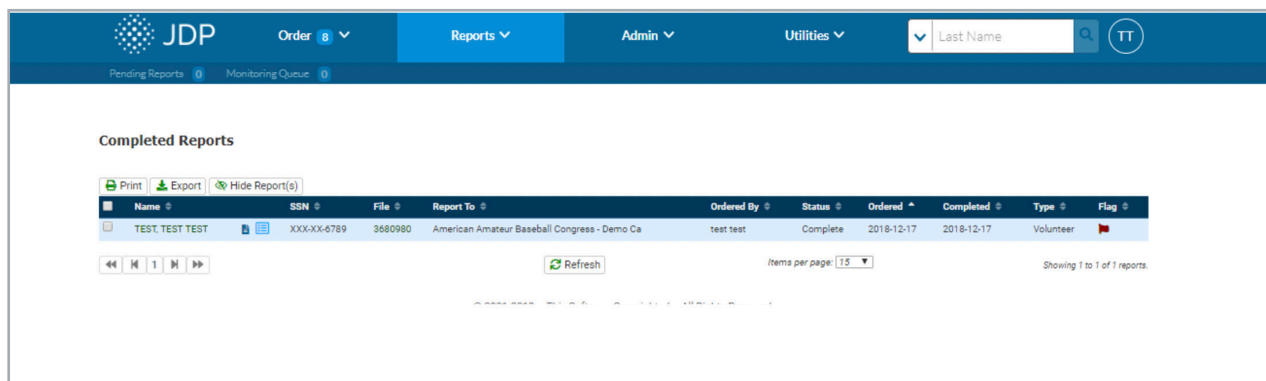 JDP Order 8 Reports Admin Utilities Last Name TT
Pending Reports 0 Monitoring Queue 0
Completed Reports
Print Export Hide Report(s)
Name SSN File Report To Ordered By Status Ordered Completed Type Flag
TEST, TEST TEST XXX-XX-6789 3680980 American Amateur Baseball Congress - Demo Ca test test Complete 2018-12-17 2018-12-17 Volunteer
1 Refresh Items per page: 15 Showing 1 to 1 of 1 reports.